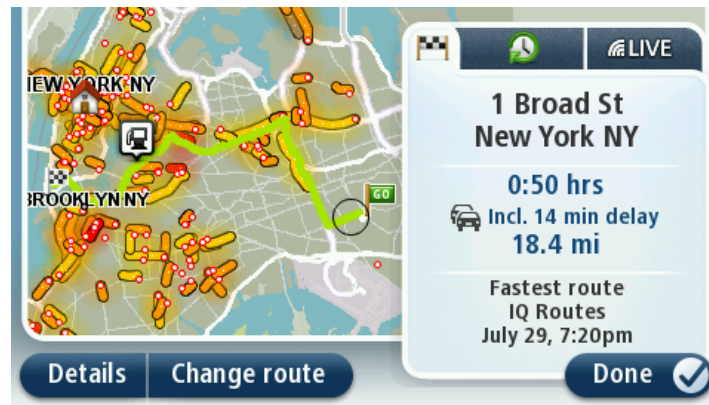 NEW YORK NY
BROOKLYN NY
GO
LIVE
1 Broad St
New York NY
0:50 hrs
Incl. 14 min delay
18.4 mi
Fastest route
IQ Routes
July 29, 7:20pm
Details
Change route
Done